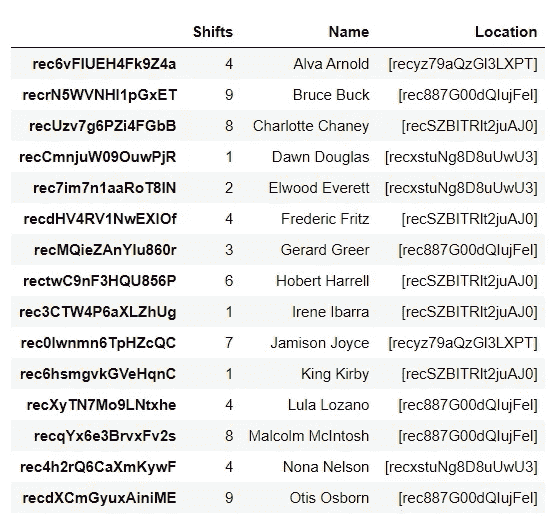 Shifts Name Location
rec6vFIUEH4Fk9Z4a 4 Alva Arnold [recyz79aQzGl3LXPT]
recrN5WVNHI1pGxET 9 Bruce Buck [rec887G00dQIujFel]
recUzv7g6PZi4FGbB 8 Charlotte Chaney [recSZBITRIt2juAJ0]
recCmnjuW09OuwPjR 1 Dawn Douglas [recxstuNg8D8uUwU3]
rec7im7n1aaRoT8IN 2 Elwood Everett [recxstuNg8D8uUwU3]
recdHV4RV1NwEXIOf 4 Frederic Fritz [recSZBITRIt2juAJ0]
recMQieZAnYlu860r 3 Gerard Greer [rec887G00dQIujFel]
rectwC9nF3HQU856P 6 Hobert Harrell [recSZBITRIt2juAJ0]
rec3CTW4P6aXLZhUg 1 Irene Ibarra [recSZBITRIt2juAJ0]
rec0lwnmn6TpHZcQC 7 Jamison Joyce [recyz79aQzGl3LXPT]
rec6hsmgvkGVeHqnC 1 King Kirby [recSZBITRIt2juAJ0]
recXyTN7Mo9LNtxhe 4 Lula Lozano [rec887G00dQIujFel]
recqYx6e3BrvxFv2s 8 Malcolm McIntosh [rec887G00dQIujFel]
rec4h2rQ6CaXmKywF 4 Nona Nelson [recxstuNg8D8uUwU3]
recdXCmGyuxAiniME 9 Otis Osborn [rec887G00dQIujFel]